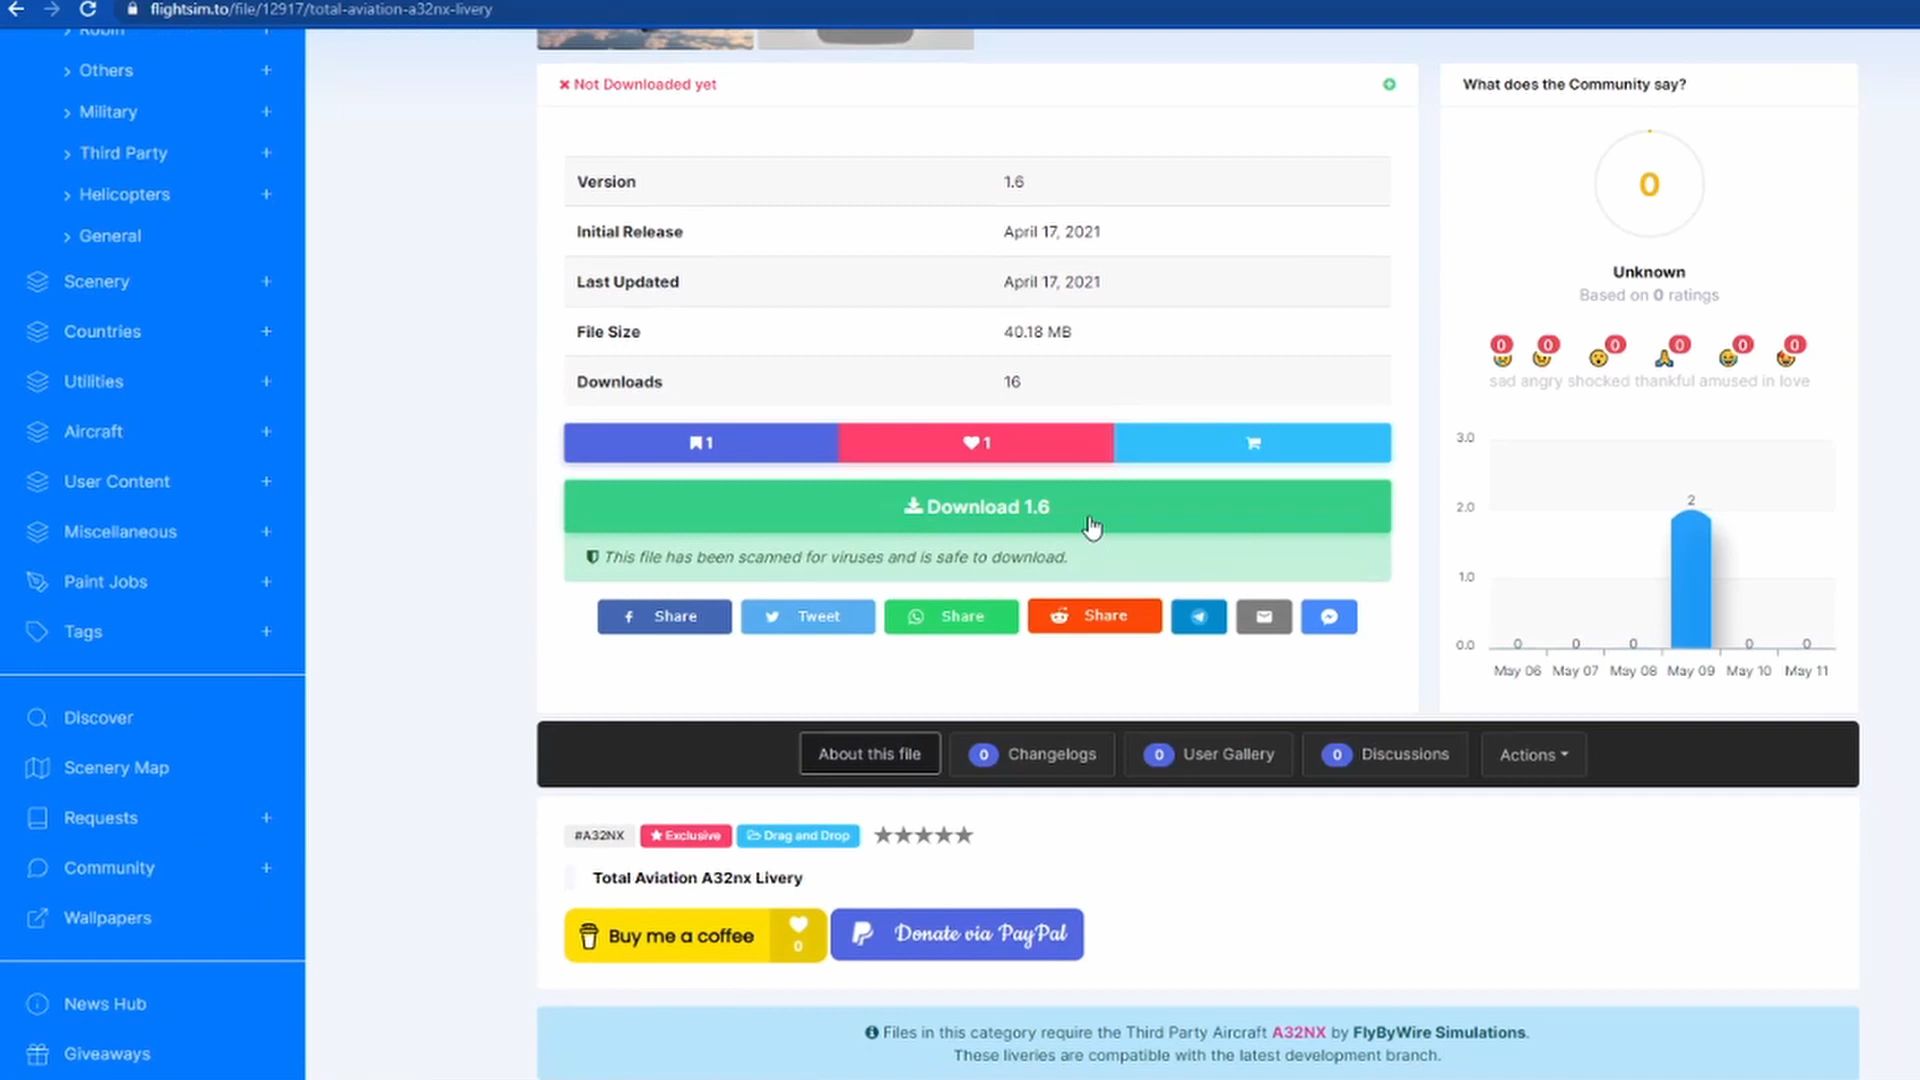 flightsim.to/file/12917/total-aviation-a32nx-livery
Robin
Others
Military
Third Party
Helicopters
General
Scenery
Countries
Utilities
Aircraft
User Content
Miscellaneous
Paint Jobs
Tags
Discover
Scenery Map
Requests
Community
Wallpapers
News Hub
Giveaways
Not Downloaded yet
Version 1.6
Initial Release April 17, 2021
Last Updated April 17, 2021
File Size 40.18 MB
Downloads 16
1 1
Download 1.6
This file has been scanned for viruses and is safe to download.
Share Tweet Share Share
What does the Community say?
0
Unknown
Based on 0 ratings
0 0 0 0 0 0
sad angry shocked thankful amused in love
3.0
2
2.0
1.0
0.0 0 0 0 0 0
May 06 May 07 May 08 May 09 May 10 May 11
About this file 0 Changelogs 0 User Gallery 0 Discussions Actions
#A32NX Exclusive Drag and Drop
Total Aviation A32nx Livery
Buy me a coffee 0 Donate via PayPal
Files in this category require the Third Party Aircraft A32NX by FlyByWire Simulations.
These liveries are compatible with the latest development branch.